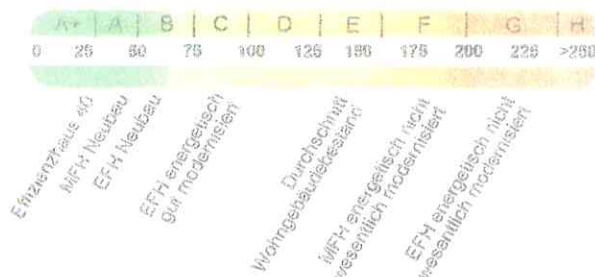 A+ A B C D E F G H
0 25 50 75 100 125 150 175 200 225 >250
Effizienzhaus 40
MFH Neubau
EFH Neubau
EFH energetisch
gut modernisiert
Durchschnitt
Wohngebäudebestand
MFH energetisch nicht
wesentlich modernisiert
EFH energetisch nicht
wesentlich modernisiert